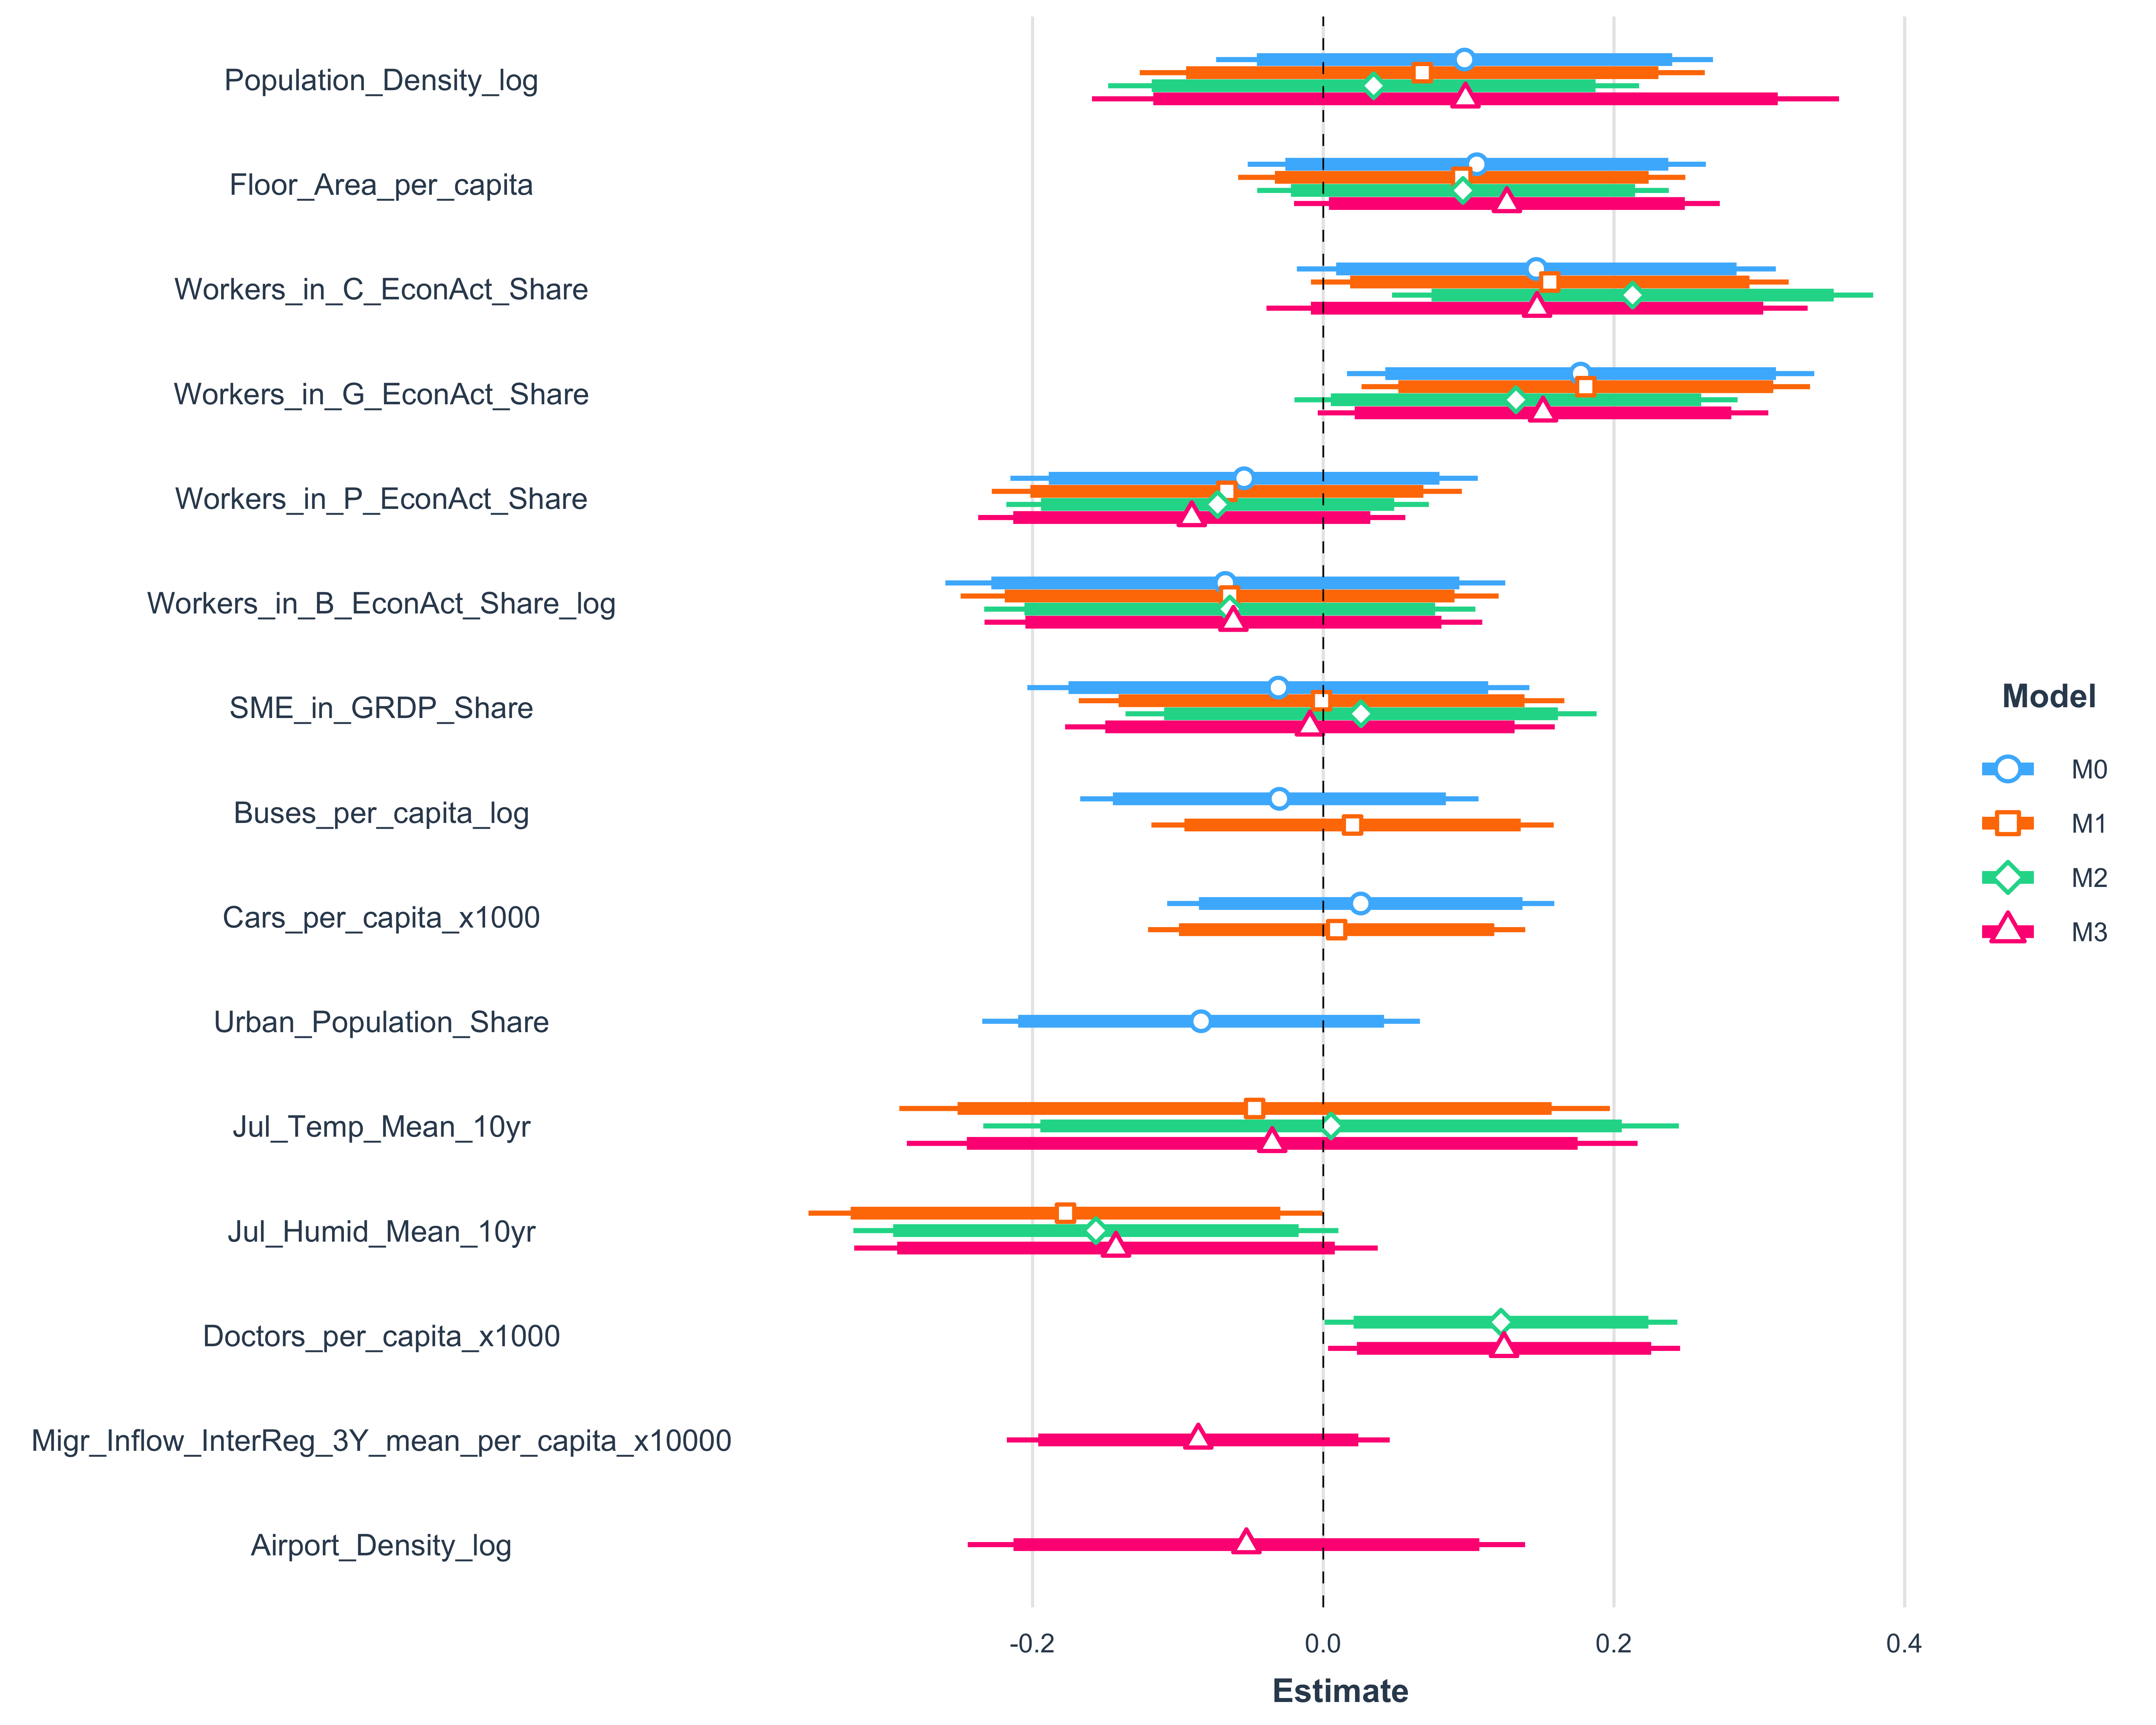 Population_Density_log
Floor_Area_per_capita
Workers_in_C_EconAct_Share
Workers_in_G_EconAct_Share
Workers_in_P_EconAct_Share
Workers_in_B_EconAct_Share_log
SME_in_GRDP_Share
Buses_per_capita_log
Cars_per_capita_x1000
Urban_Population_Share
Jul_Temp_Mean_10yr
Jul_Humid_Mean_10yr
Doctors_per_capita_x1000
Migr_Inflow_InterReg_3Y_mean_per_capita_x10000
Airport_Density_log
-0.2 0.0 0.2 0.4
Estimate
Model
M0
M1
M2
M3